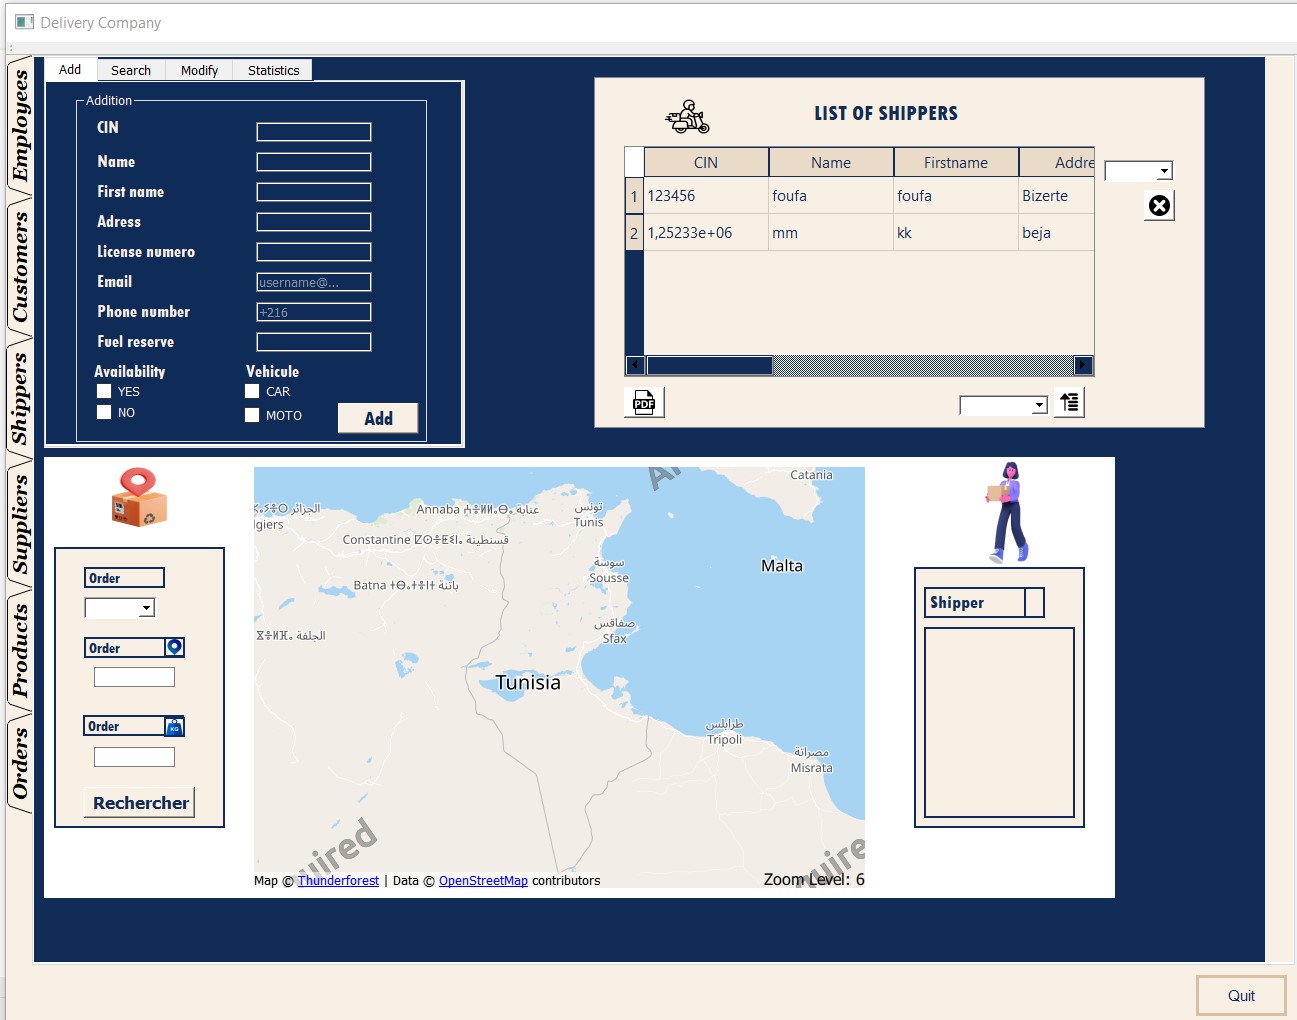 Delivery Company
Employees
Customers
Shippers
Suppliers
Products
Orders
Add Search Modify Statistics
Addition
CIN
Name
First name
Adress
License numero
Email username@...
Phone number +216
Fuel reserve
Availability Vehicule
YES CAR
NO MOTO
Add
LIST OF SHIPPERS
CIN Name Firstname Addre
1 123456 foufa foufa Bizerte
2 1,25233e+06 mm kk beja
PDF
Order
Order
Order
KG
Rechercher
Catania
الجزائر
lgiers
Annaba عنابة
تونس
Tunis
Constantine قسنطينة
Malta
سوسة
Sousse
Batna باتنة
صفاقس
Sfax
الجلفة
Tunisia
طرابلس
Tripoli
مصراتة
Misrata
uired
uire
Map © Thunderforest | Data © OpenStreetMap contributors
Zoom Level: 6
Shipper
Quit